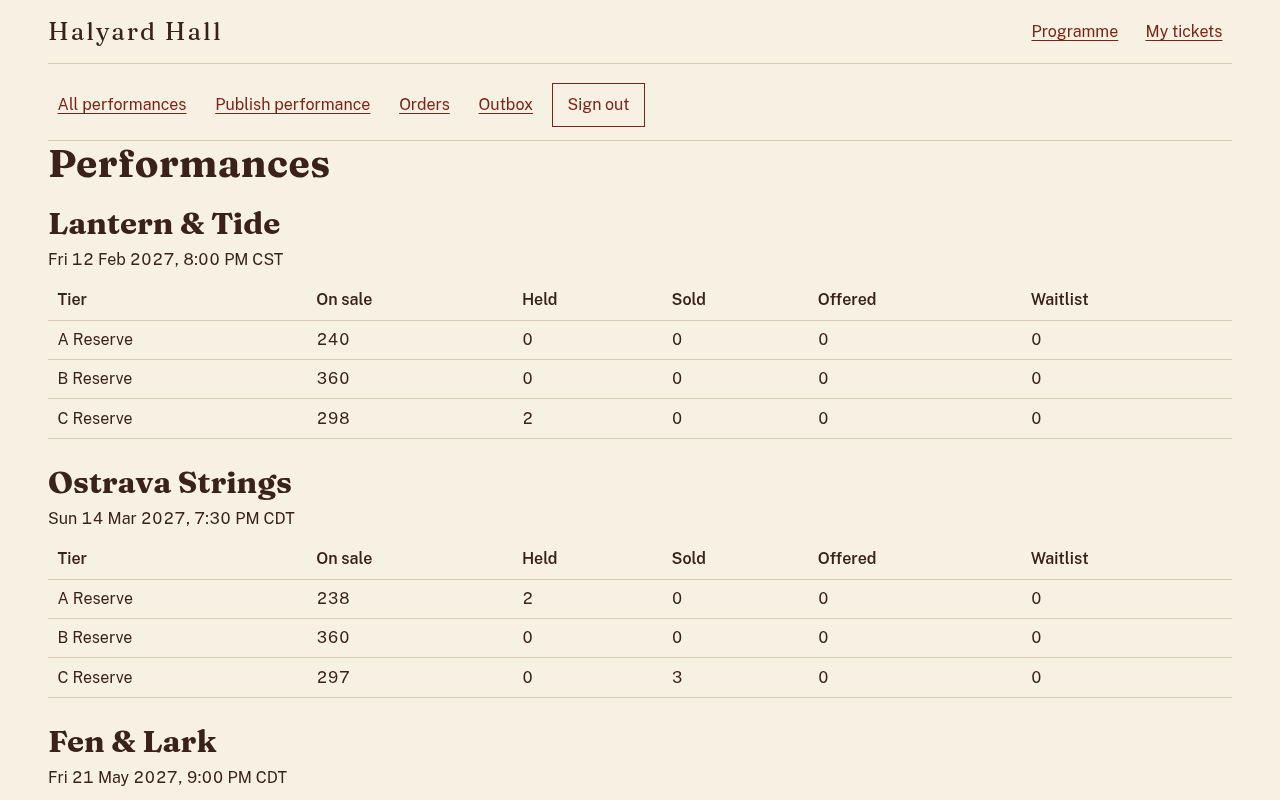 Halyard Hall Programme My tickets
All performances Publish performance Orders Outbox Sign out
Performances
Lantern & Tide
Fri 12 Feb 2027, 8:00 PM CST
Tier On sale Held Sold Offered Waitlist
A Reserve 240 0 0 0 0
B Reserve 360 0 0 0 0
C Reserve 298 2 0 0 0
Ostrava Strings
Sun 14 Mar 2027, 7:30 PM CDT
Tier On sale Held Sold Offered Waitlist
A Reserve 238 2 0 0 0
B Reserve 360 0 0 0 0
C Reserve 297 0 3 0 0
Fen & Lark
Fri 21 May 2027, 9:00 PM CDT